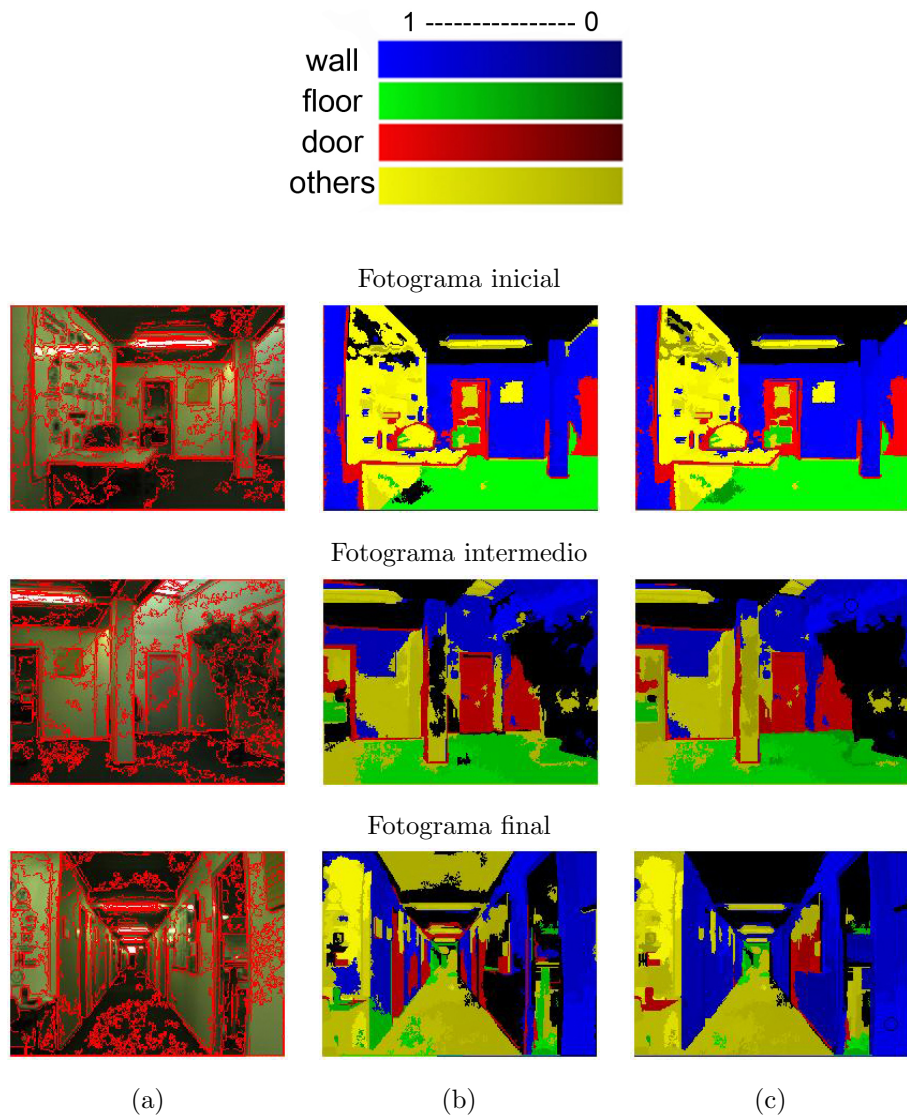 1 ---------------- 0
wall
floor
door
others
Fotograma inicial
Fotograma intermedio
Fotograma final
(a) (b) (c)